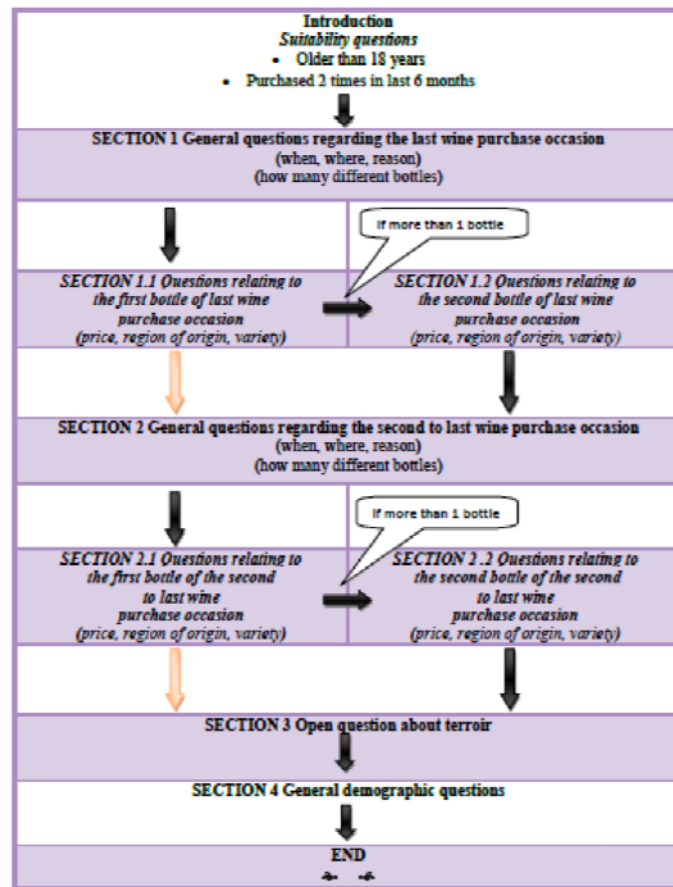 Introduction
Suitability questions
• Older than 18 years
• Purchased 2 times in last 6 months
SECTION 1 General questions regarding the last wine purchase occasion
(when, where, reason)
(how many different bottles)
If more than 1 bottle
SECTION 1.1 Questions relating to
the first bottle of last wine
purchase occasion
(price, region of origin, variety)
SECTION 1.2 Questions relating to
the second bottle of last wine
purchase occasion
(price, region of origin, variety)
SECTION 2 General questions regarding the second to last wine purchase occasion
(when, where, reason)
(how many different bottles)
If more than 1 bottle
SECTION 2.1 Questions relating to
the first bottle of the second
to last wine
purchase occasion
(price, region of origin, variety)
SECTION 2.2 Questions relating to
the second bottle of the second
to last wine
purchase occasion
(price, region of origin, variety)
SECTION 3 Open question about terroir
SECTION 4 General demographic questions
END